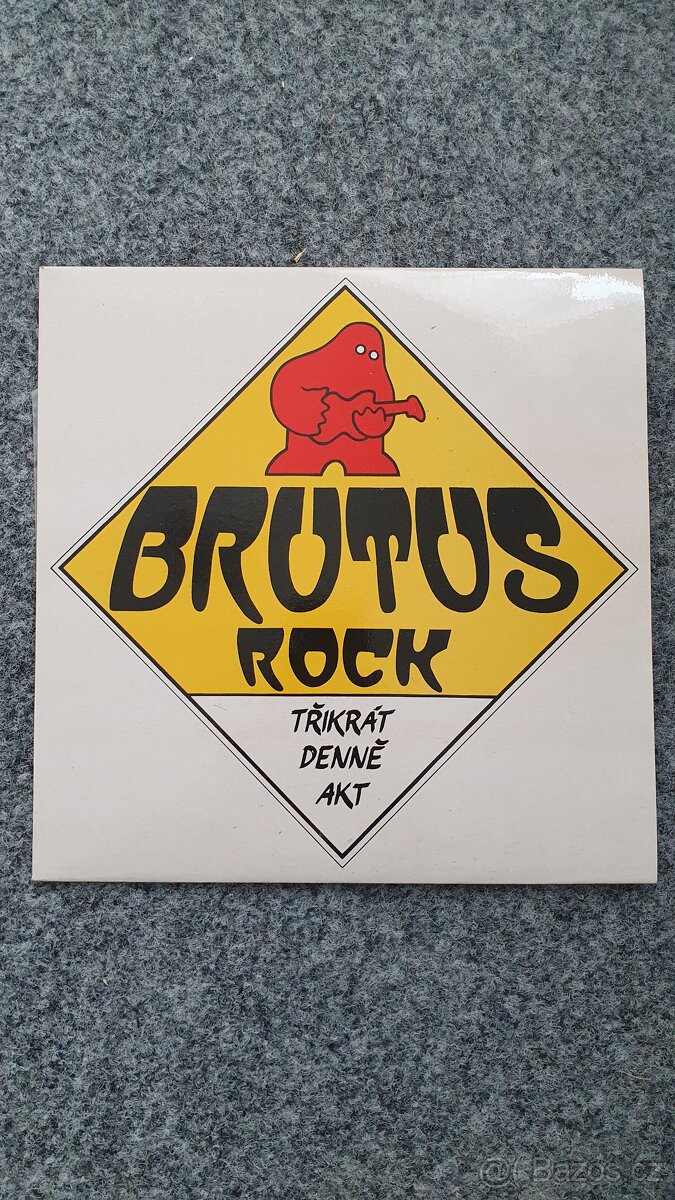 BRUTUS
ROCK
TŘIKRÁT
DENNĚ
AKT
@ Bazos.cz